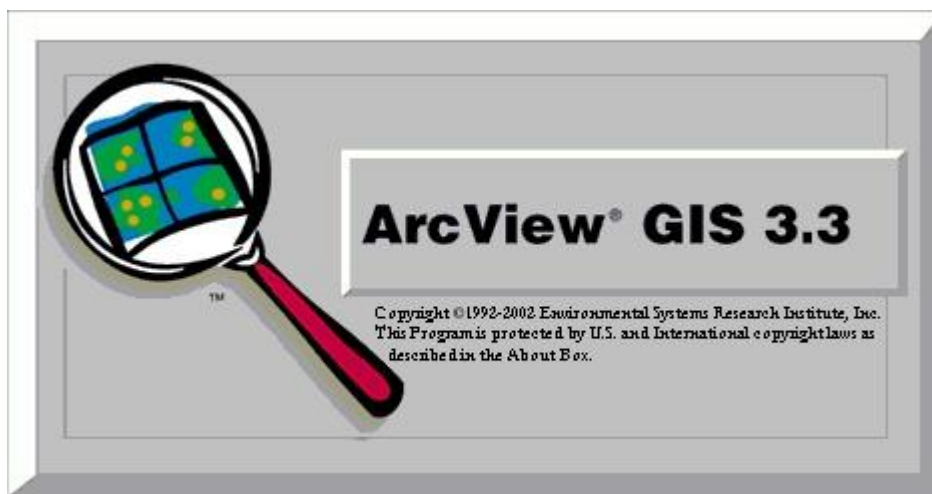 ArcView® GIS 3.3
TM
Copyright ©1992-2002 Environmental Systems Research Institute, Inc.
This Program is protected by U.S. and International copyright laws as
described in the About Box.